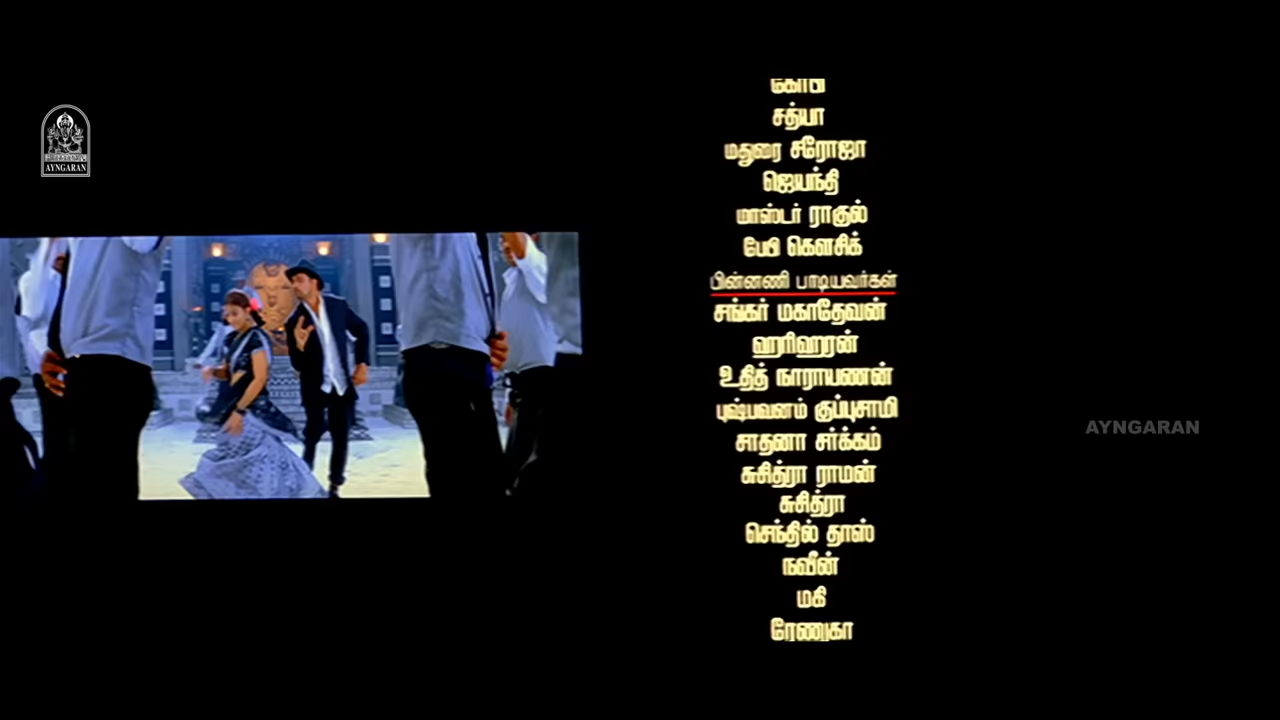 கோபி
சத்யா
மதுரை சரோஜா
ஜெயந்தி
மாஸ்டர் ராகுல்
பேபி கௌசிக்
பின்னணி பாடியவர்கள்
சங்கர் மகாதேவன்
ஹரிஹரன்
உதித் நாராயணன்
புஷ்பவனம் குப்புசாமி
சாதனா சர்க்கம்
சுசித்ரா ராமன்
சுசித்ரா
செந்தில் தாஸ்
நவீன்
மகி
ரேணுகா
AYNGARAN
AYNGARAN